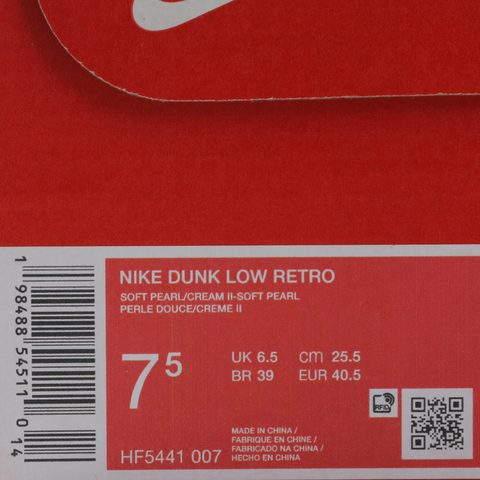 NIKE DUNK LOW RETRO
SOFT PEARL/CREAM II-SOFT PEARL
PERLE DOUCE/CREME II
7 5
UK 6.5 cm 25.5
BR 39 EUR 40.5
RFID
MADE IN CHINA /
FABRIQUE EN CHINE /
FABRICADO NA CHINA /
HECHO EN CHINA
HF5441 007
1 98488 54511 0 14